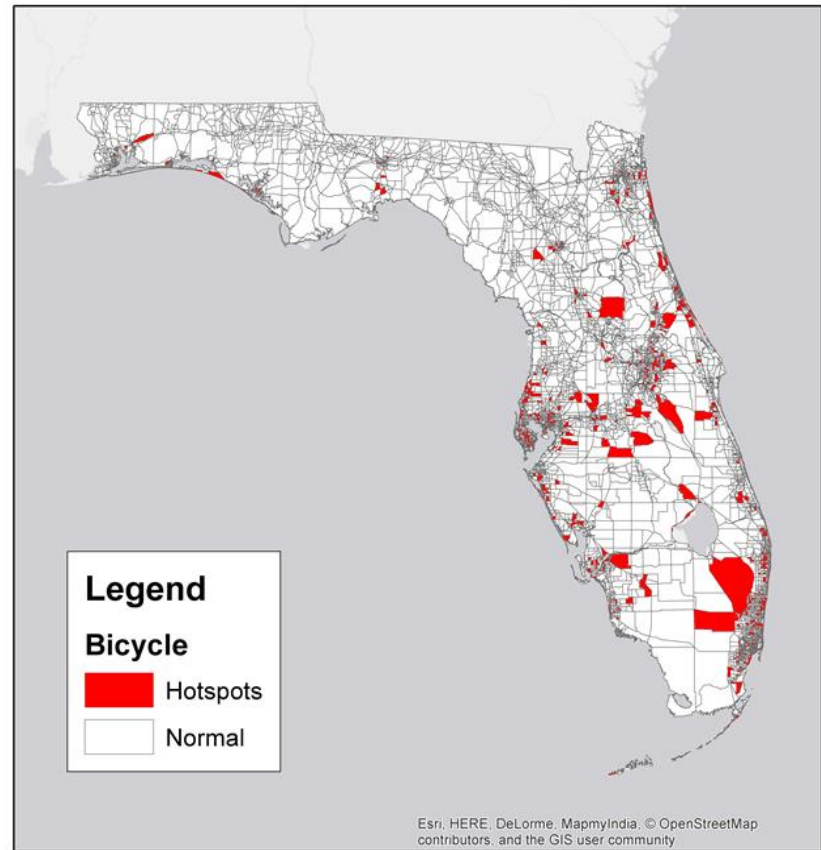 Legend
Bicycle
Hotspots
Normal
Esri, HERE, DeLorme, MapmyIndia, © OpenStreetMap
contributors, and the GIS user community